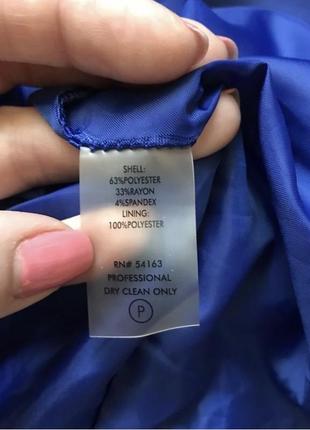 SHELL:
63%POLYESTER
33%RAYON
4%SPANDEX
LINING:
100%POLYESTER
RN# 54163
PROFESSIONAL
DRY CLEAN ONLY
P